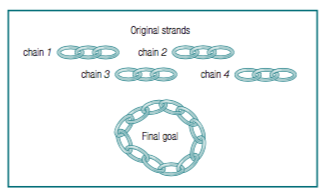 Original strands
chain 1 chain 2
chain 3 chain 4
Final goal